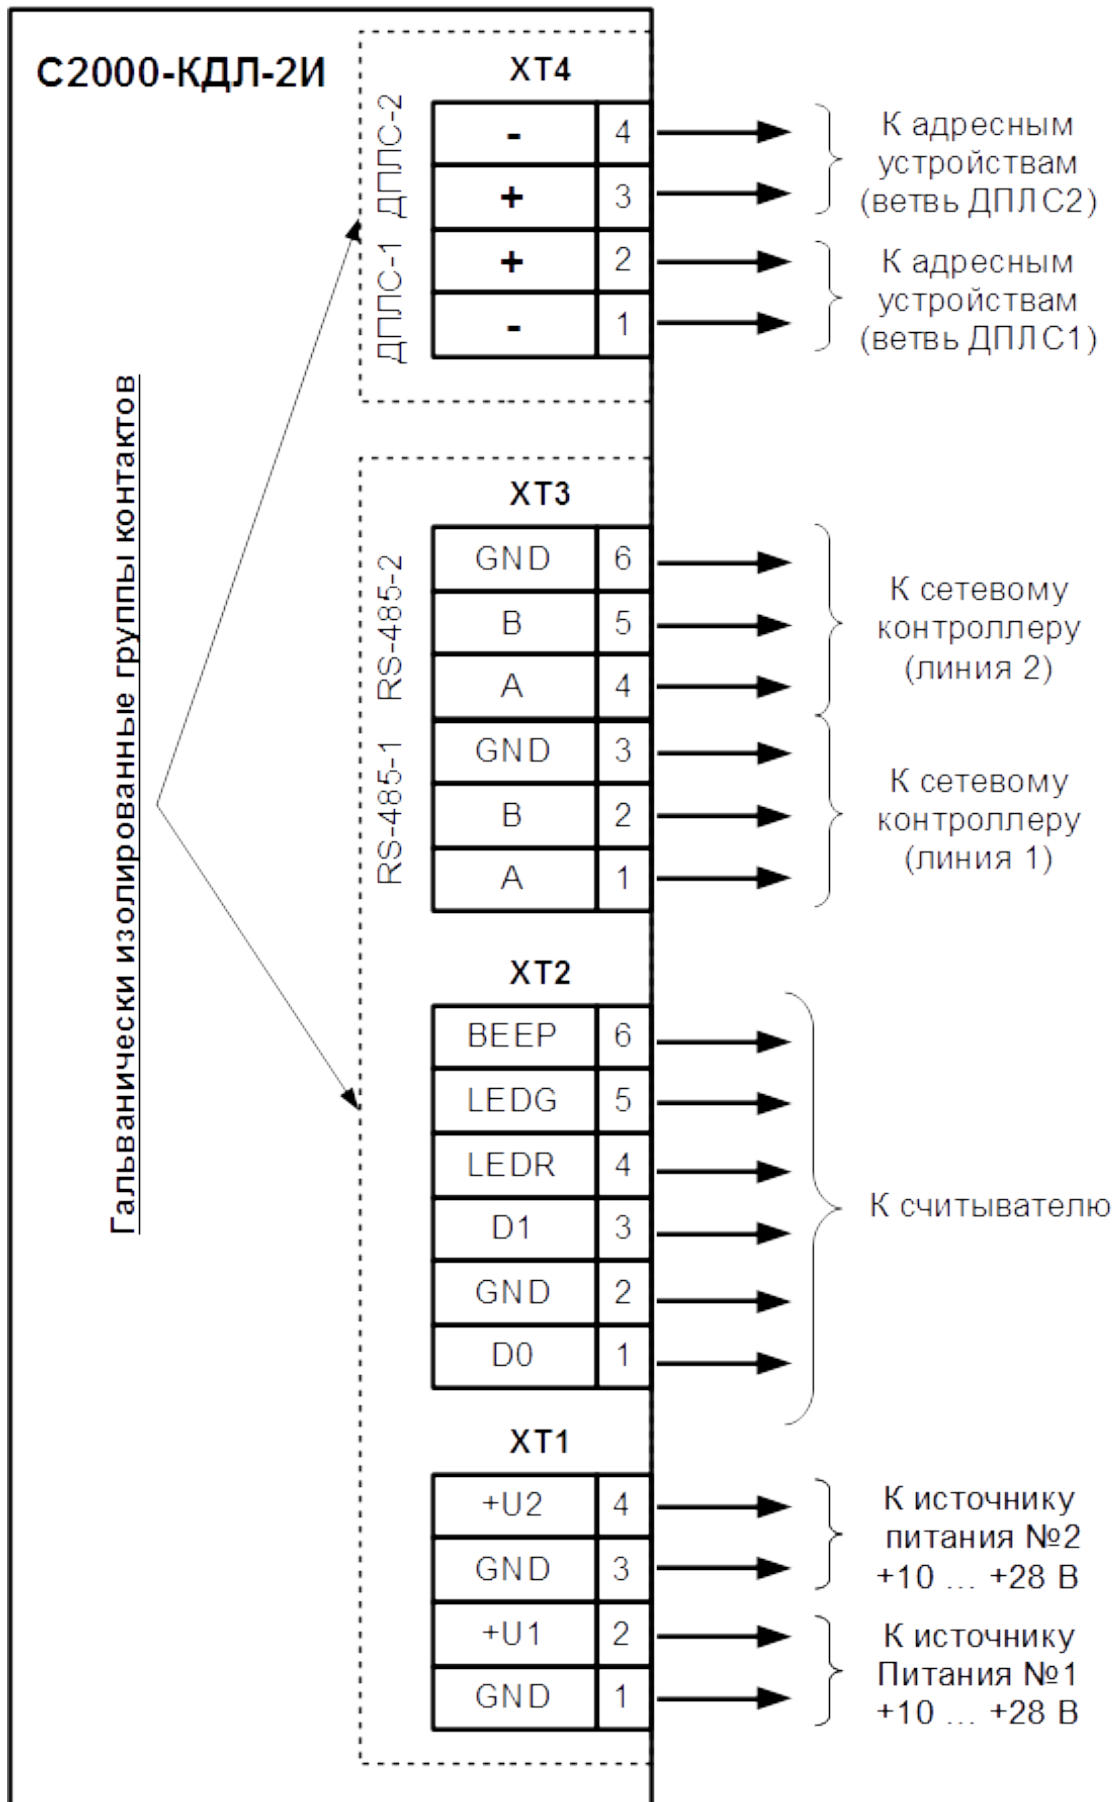 С2000-КДЛ-2И
XT4
ДПЛС-2
- 4
+ 3
ДПЛС-1
+ 2
- 1
К адресным
устройствам
(ветвь ДПЛС2)
К адресным
устройствам
(ветвь ДПЛС1)
Гальванически изолированные группы контактов
XT3
RS-485-2
GND 6
B 5
A 4
RS-485-1
GND 3
B 2
A 1
К сетевому
контроллеру
(линия 2)
К сетевому
контроллеру
(линия 1)
XT2
BEEP 6
LEDG 5
LEDR 4
D1 3
GND 2
D0 1
К считывателю
XT1
+U2 4
GND 3
+U1 2
GND 1
К источнику
питания №2
+10 ... +28 В
К источнику
Питания №1
+10 ... +28 В